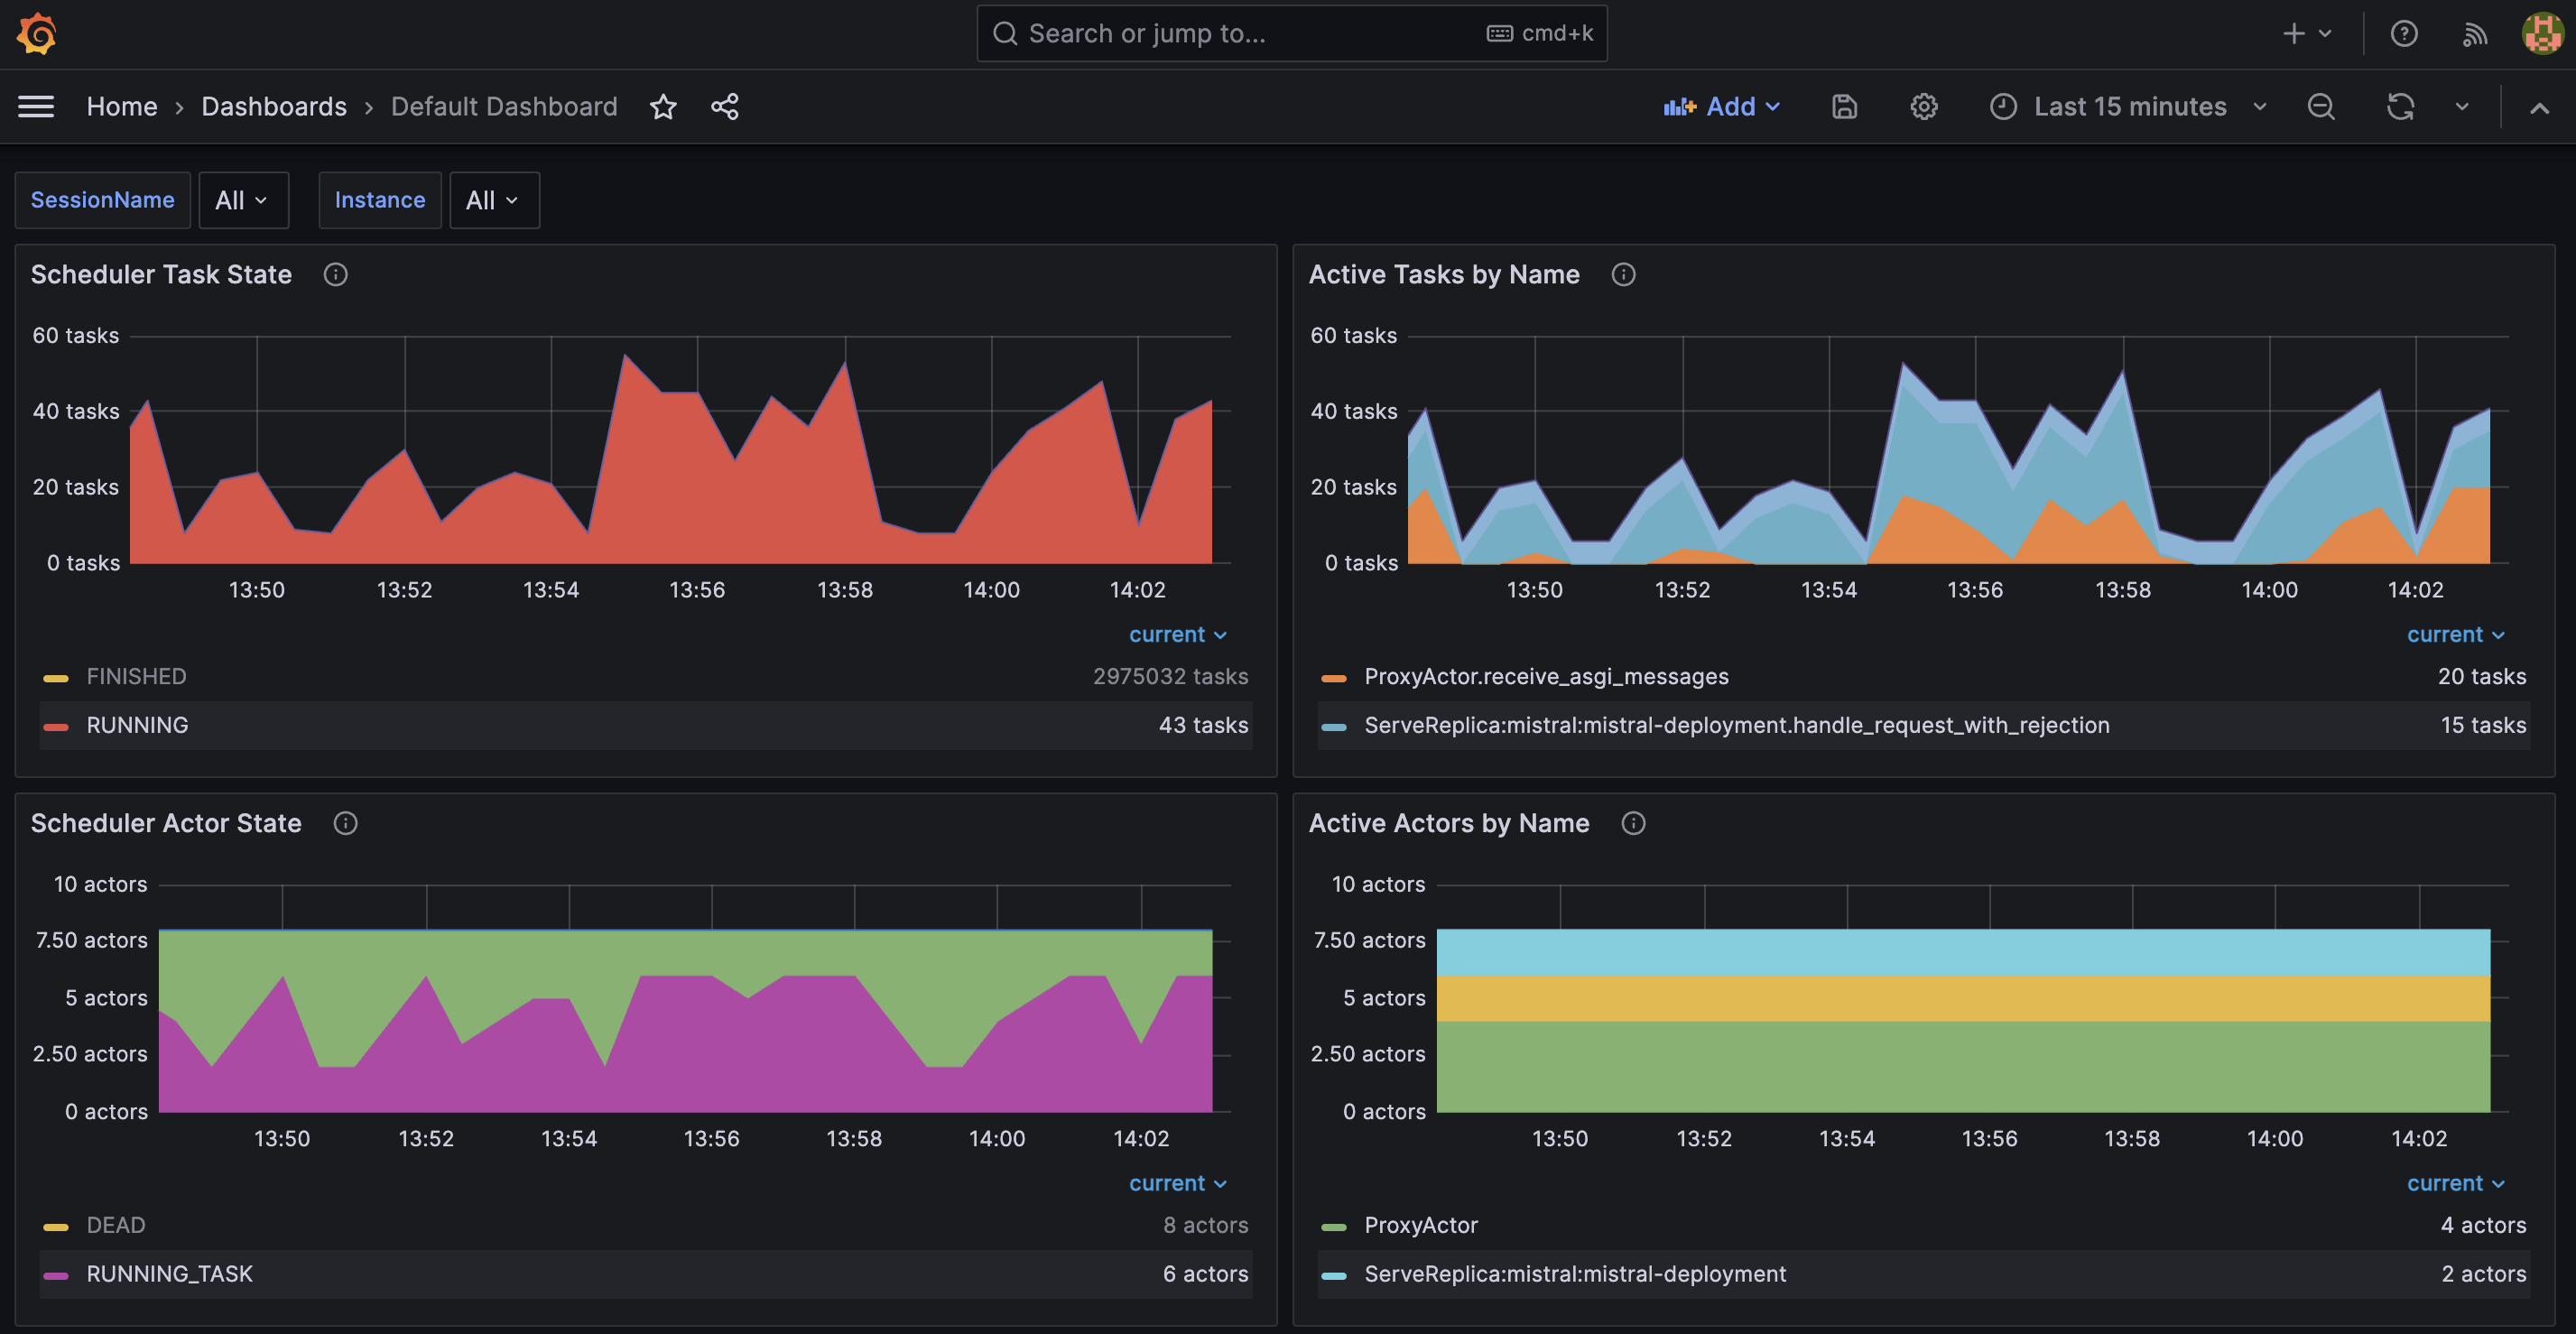 Search or jump to... cmd+k
Home › Dashboards › Default Dashboard Add Last 15 minutes
SessionName All Instance All
Scheduler Task State
60 tasks
40 tasks
20 tasks
0 tasks
13:50 13:52 13:54 13:56 13:58 14:00 14:02
current
FINISHED 2975032 tasks
RUNNING 43 tasks
Active Tasks by Name
60 tasks
40 tasks
20 tasks
0 tasks
13:50 13:52 13:54 13:56 13:58 14:00 14:02
current
ProxyActor.receive_asgi_messages 20 tasks
ServeReplica:mistral:mistral-deployment.handle_request_with_rejection 15 tasks
Scheduler Actor State
10 actors
7.50 actors
5 actors
2.50 actors
0 actors
13:50 13:52 13:54 13:56 13:58 14:00 14:02
current
DEAD 8 actors
RUNNING_TASK 6 actors
Active Actors by Name
10 actors
7.50 actors
5 actors
2.50 actors
0 actors
13:50 13:52 13:54 13:56 13:58 14:00 14:02
current
ProxyActor 4 actors
ServeReplica:mistral:mistral-deployment 2 actors